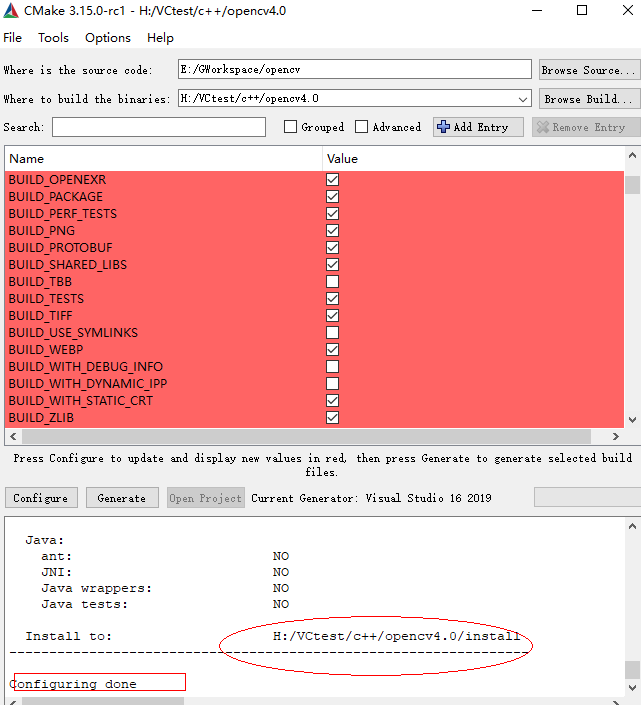 CMake 3.15.0-rc1 - H:/VCtest/c++/opencv4.0
File Tools Options Help
Where is the source code: E:/GWorkspace/opencv Browse Source...
Where to build the binaries: H:/VCtest/c++/opencv4.0 Browse Build...
Search: Grouped Advanced Add Entry Remove Entry
Name Value
BUILD_OPENEXR
BUILD_PACKAGE
BUILD_PERF_TESTS
BUILD_PNG
BUILD_PROTOBUF
BUILD_SHARED_LIBS
BUILD_TBB
BUILD_TESTS
BUILD_TIFF
BUILD_USE_SYMLINKS
BUILD_WEBP
BUILD_WITH_DEBUG_INFO
BUILD_WITH_DYNAMIC_IPP
BUILD_WITH_STATIC_CRT
BUILD_ZLIB
Press Configure to update and display new values in red, then press Generate to generate selected build
files.
Configure Generate Open Project Current Generator: Visual Studio 16 2019
Java:
ant: NO
JNI: NO
Java wrappers: NO
Java tests: NO
Install to: H:/VCtest/c++/opencv4.0/install
-----------------------------------------------------------------
Configuring done